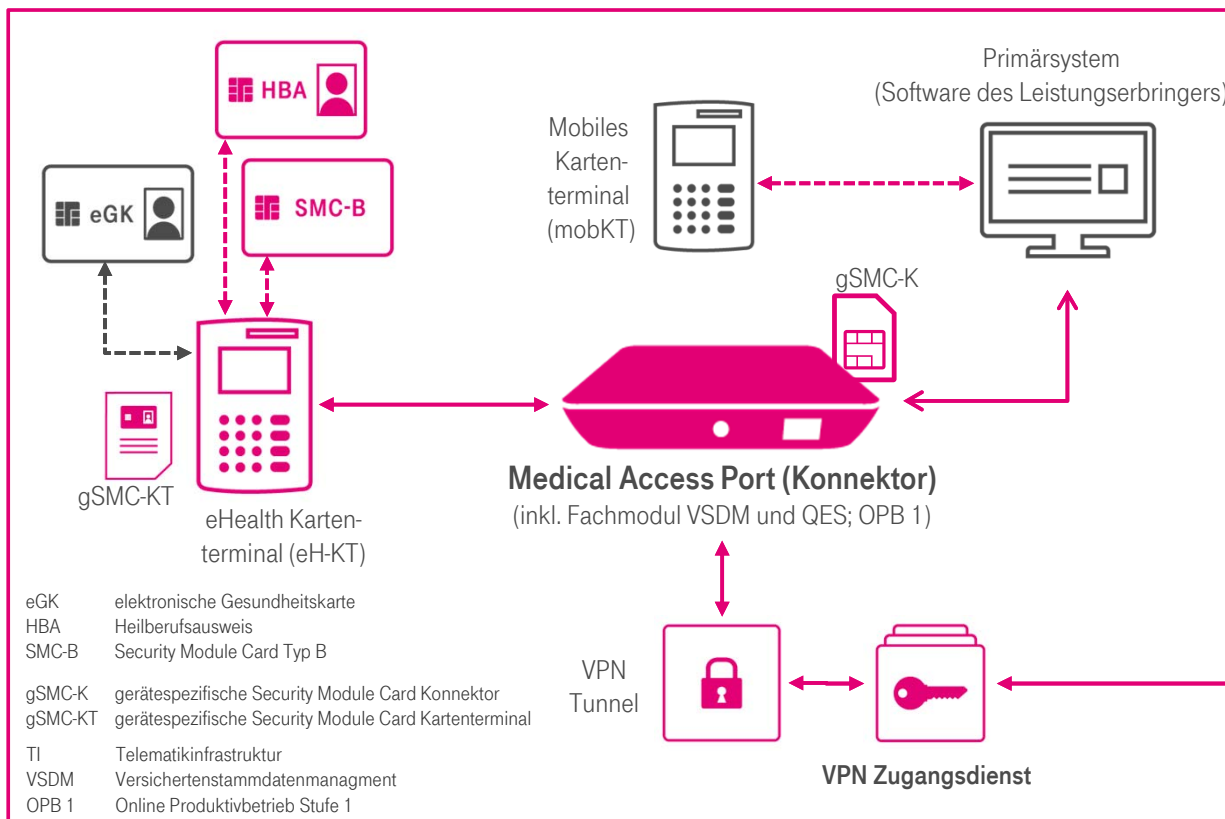 HBA
SMC-B
eGK
gSMC-KT
eHealth Karten-
terminal (eH-KT)
Mobiles
Karten-
terminal
(mobKT)
Primärsystem
(Software des Leistungserbringers)
gSMC-K
Medical Access Port (Konnektor)
(inkl. Fachmodul VSDM und QES; OPB 1)
VPN
Tunnel
VPN Zugangsdienst
eGK elektronische Gesundheitskarte
HBA Heilberufsausweis
SMC-B Security Module Card Typ B
gSMC-K gerätespezifische Security Module Card Konnektor
gSMC-KT gerätespezifische Security Module Card Kartenterminal
TI Telematikinfrastruktur
VSDM Versichertenstammdatenmanagment
OPB 1 Online Produktivbetrieb Stufe 1